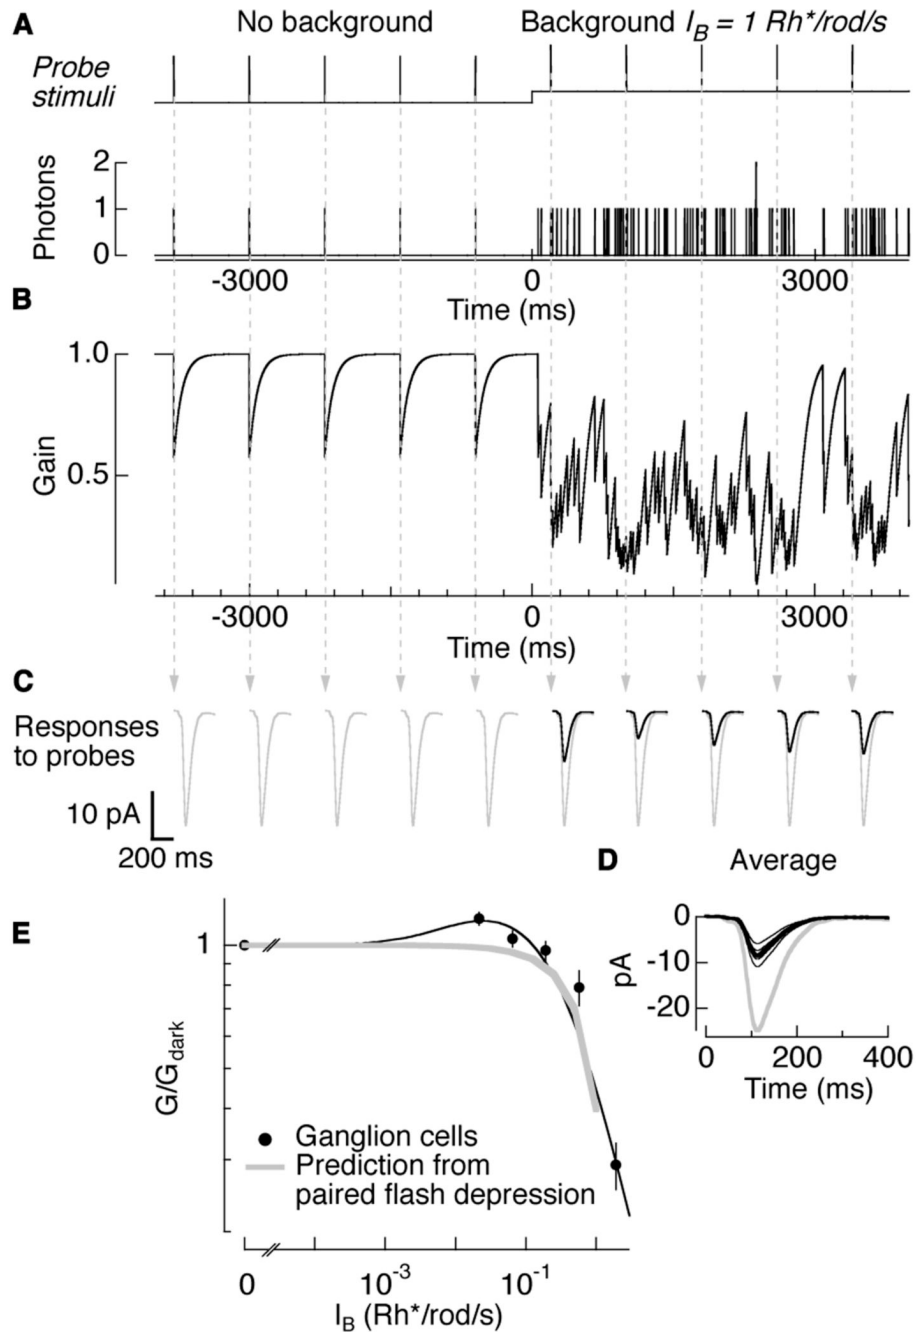 A
No background
Background I_B = 1 Rh*/rod/s
Probe
stimuli
Photons
2
1
0
-3000
0
3000
Time (ms)
B
Gain
1.0
0.5
-3000
0
3000
Time (ms)
C
Responses
to probes
10 pA
200 ms
D
Average
pA
0
-10
-20
0
200
400
Time (ms)
E
G/G_dark
1
Ganglion cells
Prediction from
paired flash depression
0
10^-3
10^-1
I_B (Rh*/rod/s)